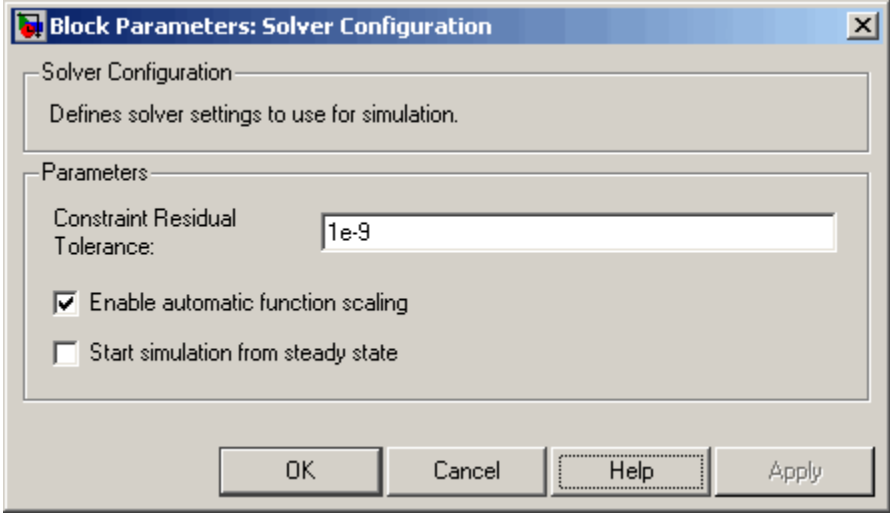 Block Parameters: Solver Configuration
Solver Configuration
Defines solver settings to use for simulation.
Parameters
Constraint Residual
Tolerance:
1e-9
Enable automatic function scaling
Start simulation from steady state
OK
Cancel
Help
Apply